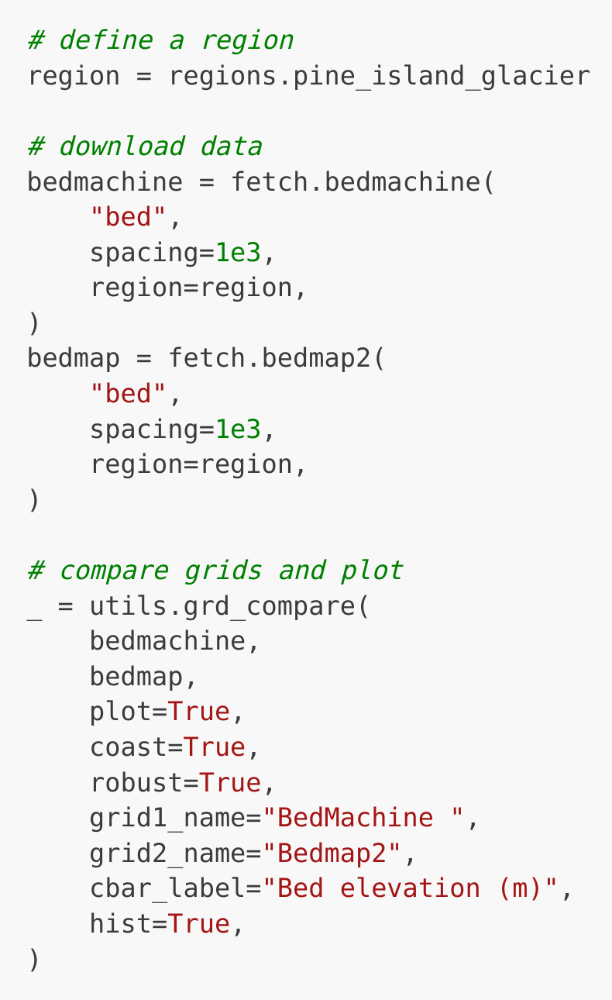 # define a region
region = regions.pine_island_glacier

# download data
bedmachine = fetch.bedmachine(
    "bed",
    spacing=1e3,
    region=region,
)
bedmap = fetch.bedmap2(
    "bed",
    spacing=1e3,
    region=region,
)

# compare grids and plot
_ = utils.grd_compare(
    bedmachine,
    bedmap,
    plot=True,
    coast=True,
    robust=True,
    grid1_name="BedMachine ",
    grid2_name="Bedmap2",
    cbar_label="Bed elevation (m)",
    hist=True,
)